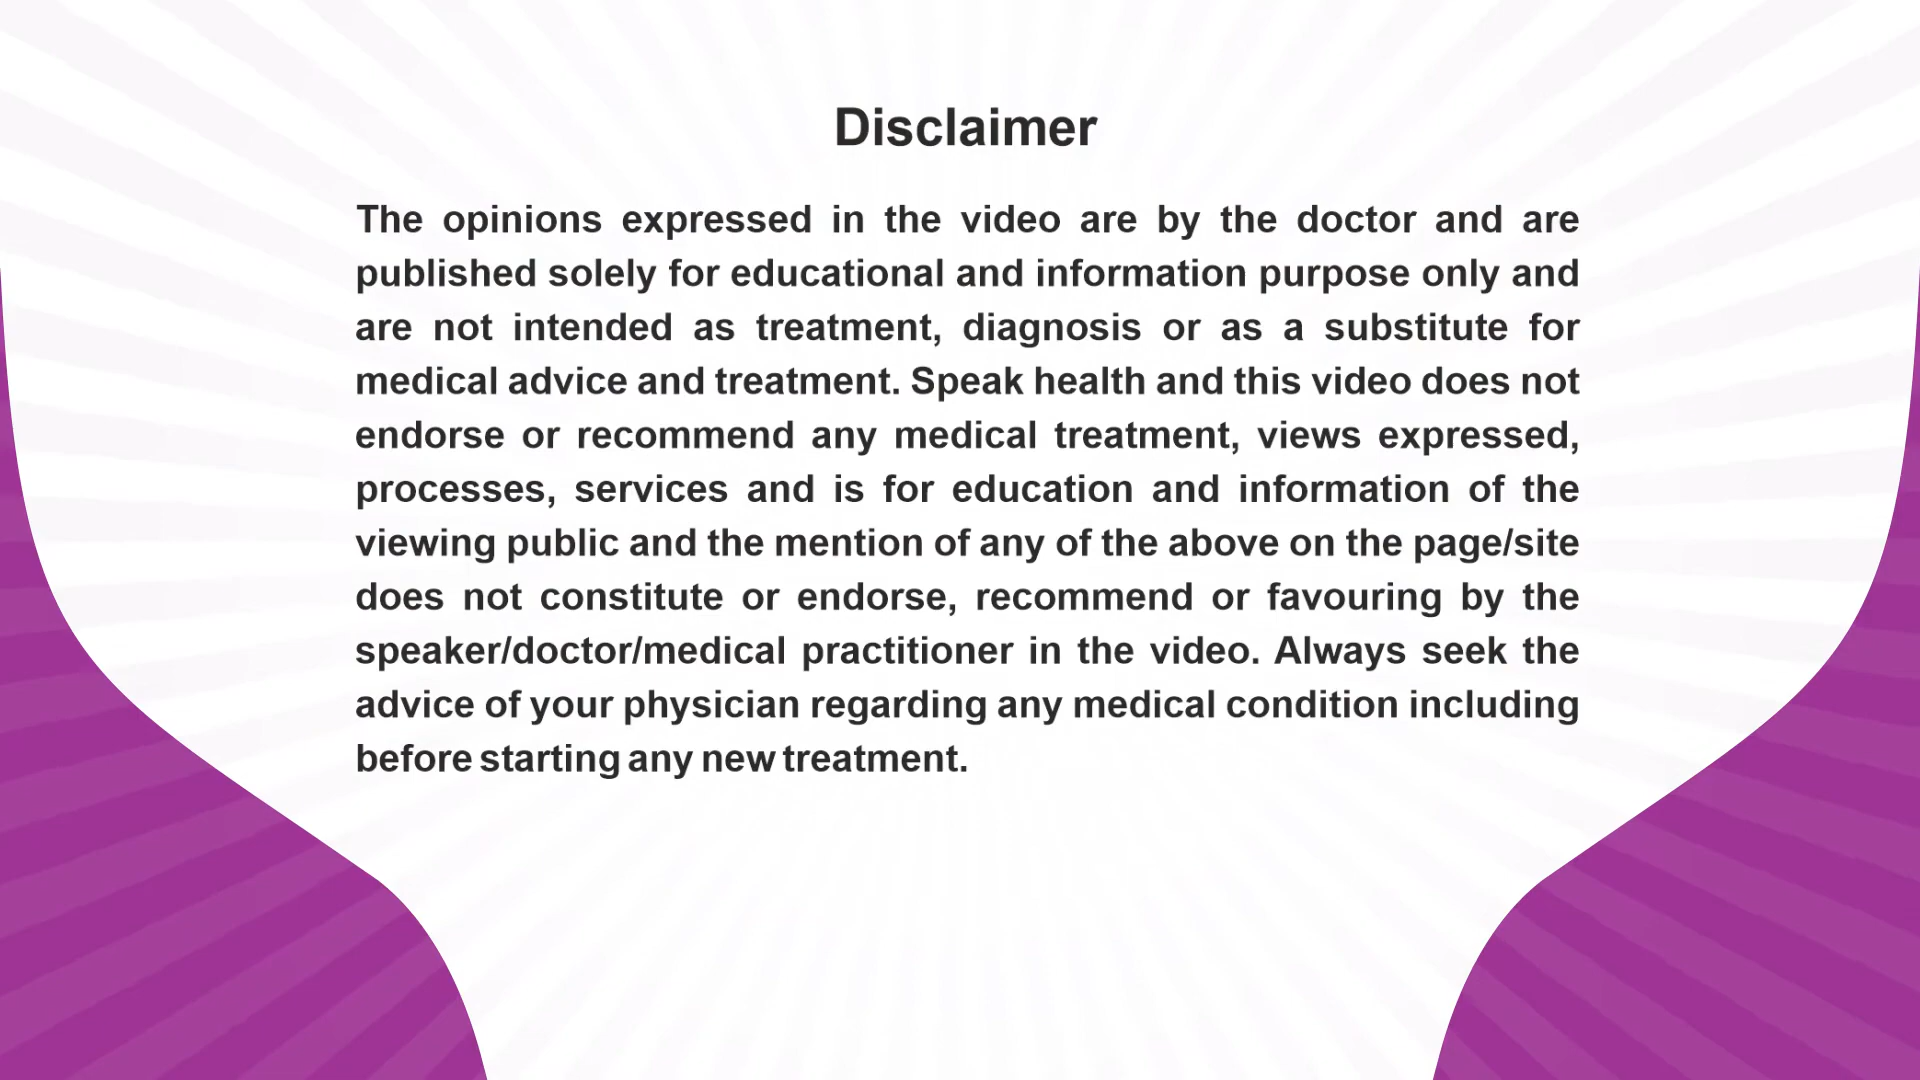 Disclaimer
The opinions expressed in the video are by the doctor and are
published solely for educational and information purpose only and
are not intended as treatment, diagnosis or as a substitute for
medical advice and treatment. Speak health and this video does not
endorse or recommend any medical treatment, views expressed,
processes, services and is for education and information of the
viewing public and the mention of any of the above on the page/site
does not constitute or endorse, recommend or favouring by the
speaker/doctor/medical practitioner in the video. Always seek the
advice of your physician regarding any medical condition including
before starting any new treatment.